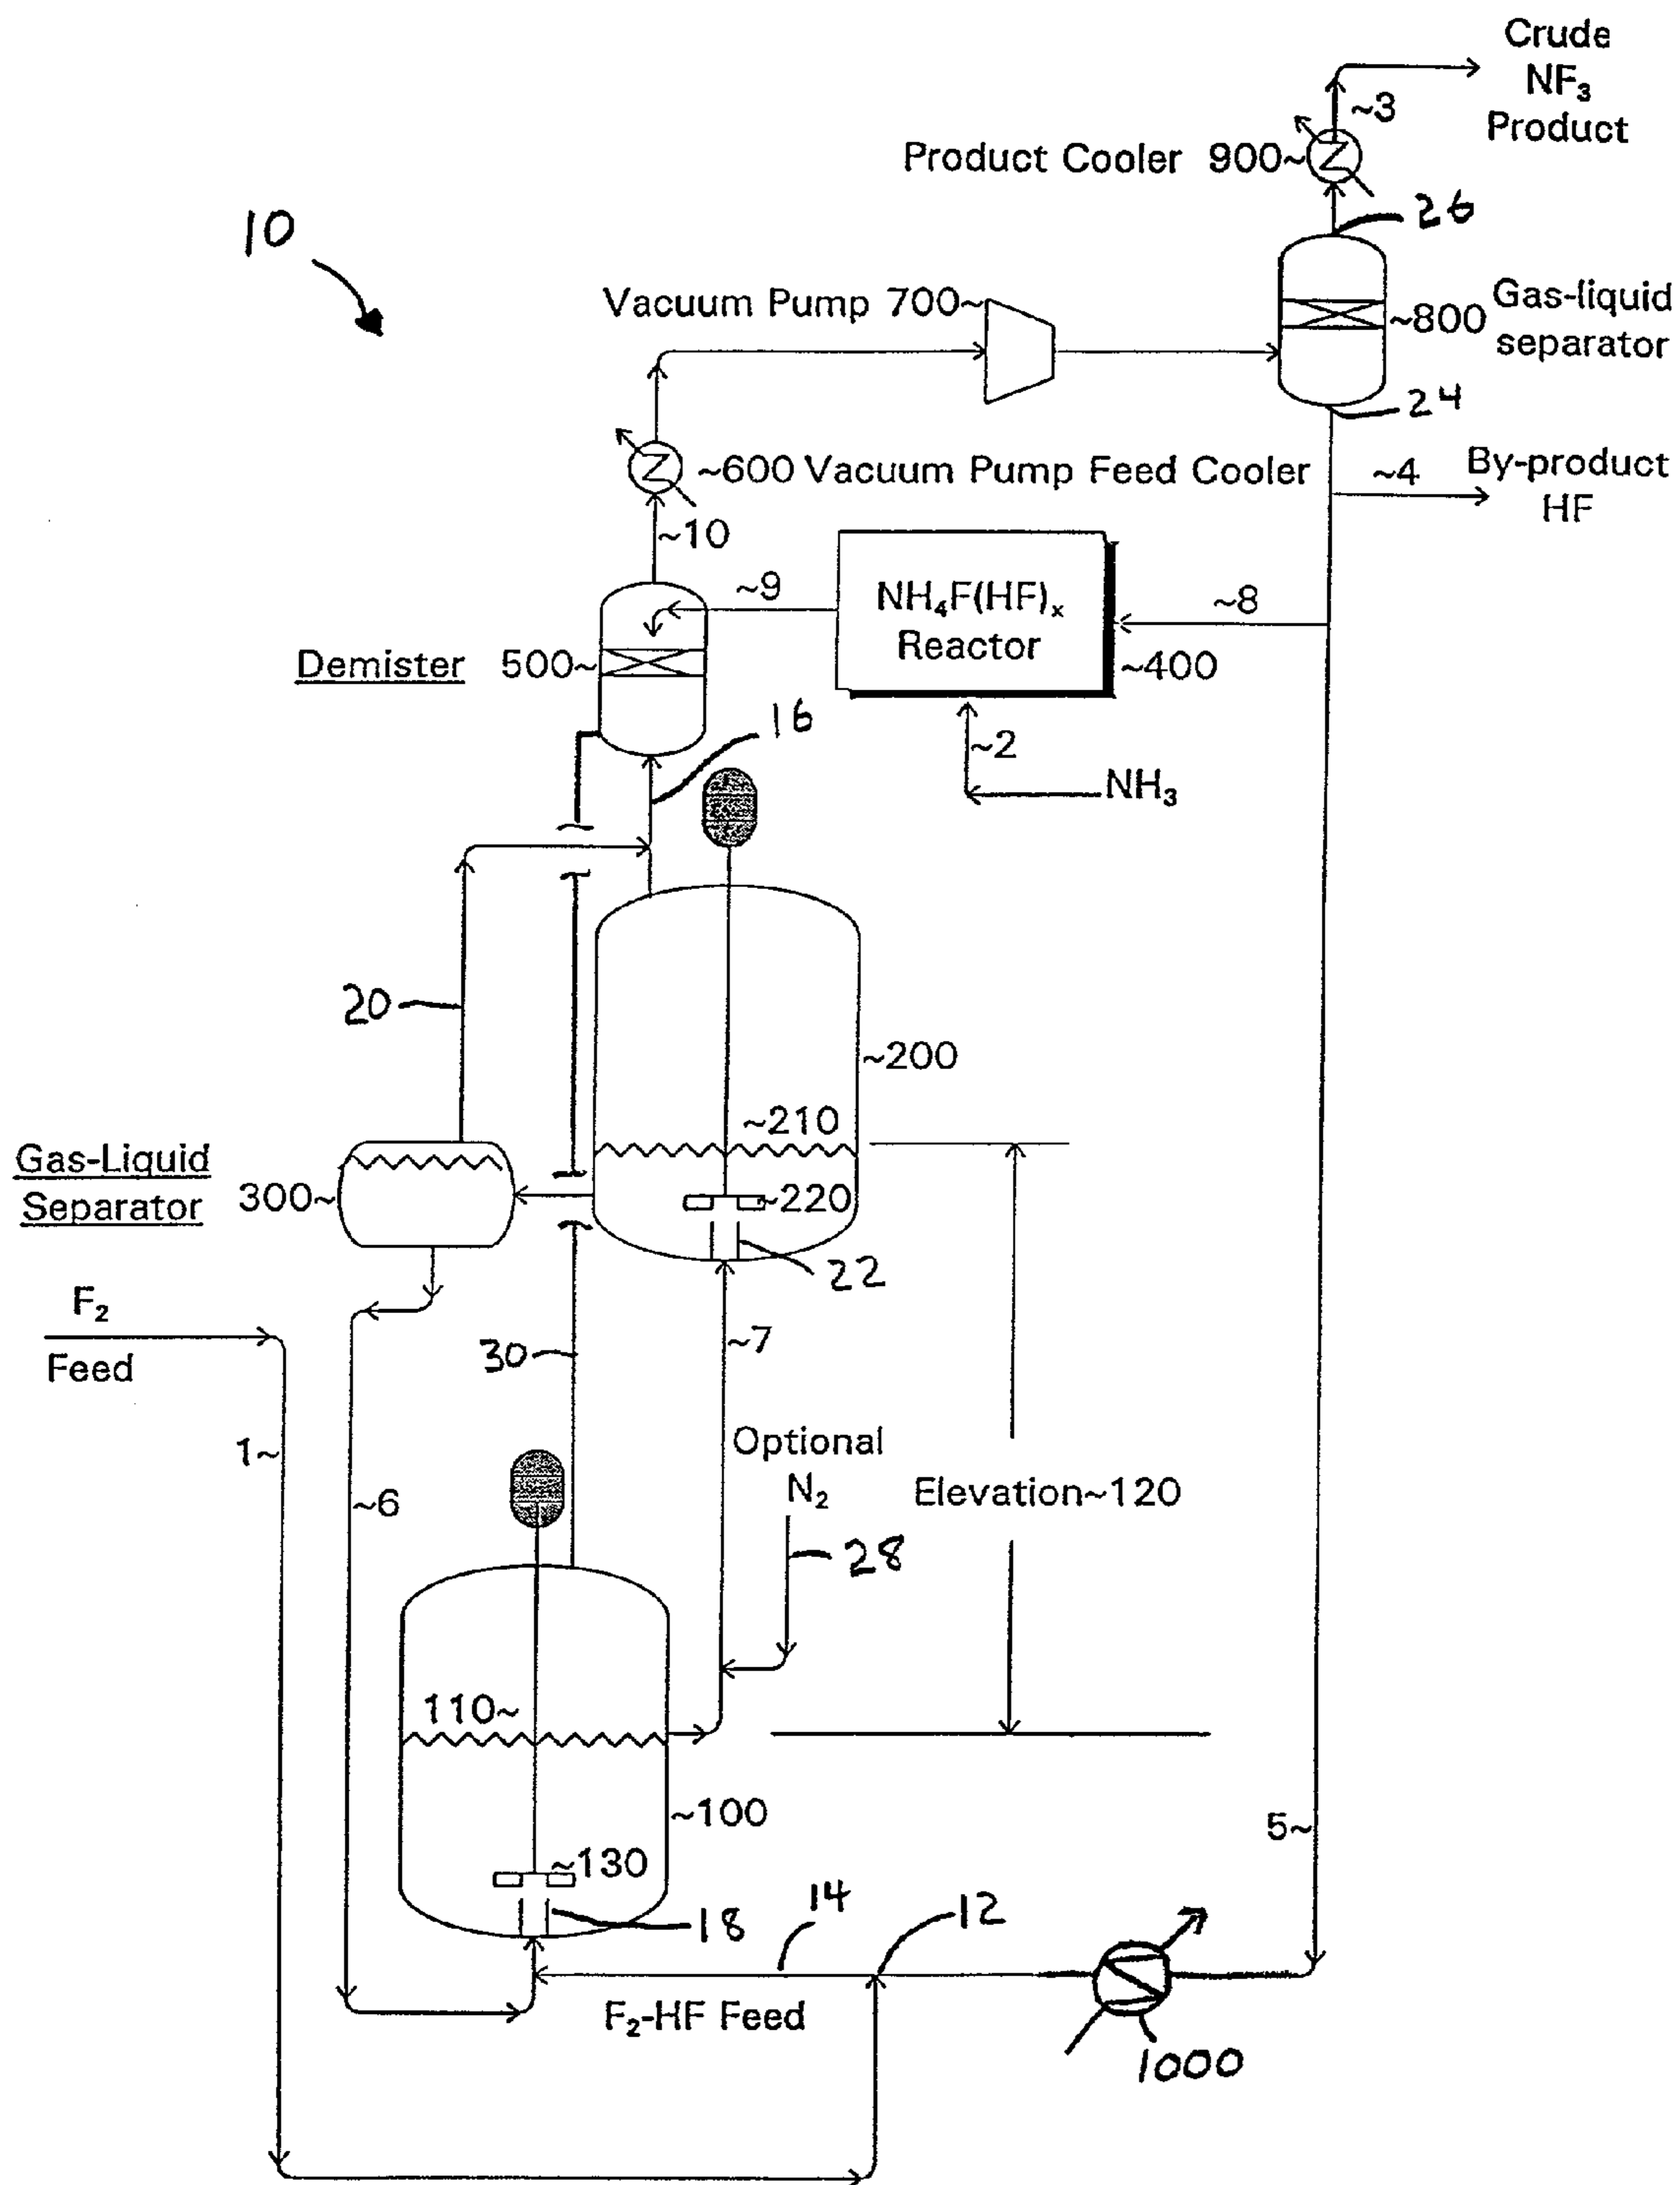 Crude
NF₃
Product
~3
Product Cooler 900~
26
10
Vacuum Pump 700~
~800 Gas-liquid
separator
24
~4
By-product
HF
~600 Vacuum Pump Feed Cooler
~10
~9
NH₄F(HF)ₓ
Reactor
~8
~400
Demister 500~
16
~2
NH₃
20
~200
~210
Gas-Liquid
Separator 300~
~220
22
F₂
Feed
30
~7
1~
~6
Optional
N₂
28
Elevation~120
110~
~100
5~
~130
18
14
12
F₂-HF Feed
1000